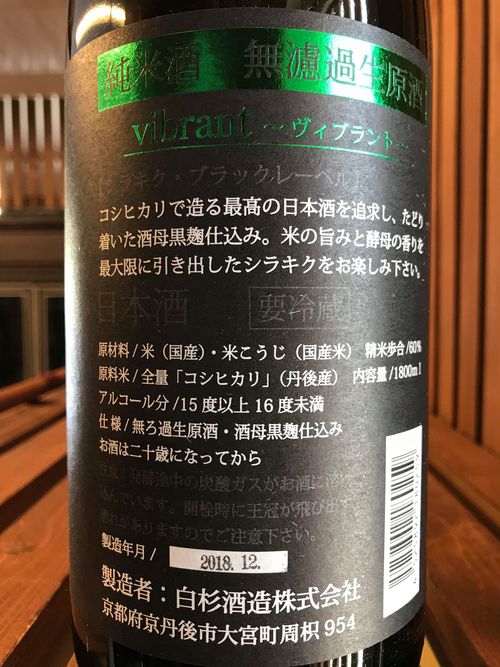 純米酒 無濾過生原酒
vibrant ～ヴィブラント～
【シラキク・ブラックレーベル】
コシヒカリで造る最高の日本酒を追求し、たどり
着いた酒母黒麹仕込み。米の旨みと酵母の香りを
最大限に引き出したシラキクをお楽しみ下さい。
日本酒 要冷蔵
原材料/米(国産)・米こうじ(国産米) 精米歩合/60%
原料米/全量「コシヒカリ」(丹後産) 内容量/1800ml
アルコール分/15度以上16度未満
仕様/無ろ過生原酒・酒母黒麹仕込み
お酒は二十歳になってから
注意：発酵途中の炭酸ガスがお酒に溶け
込んでいます。開栓時に王冠が飛び出す
恐れがありますのでご注意下さい。
製造年月/ 2018.12.
製造者：白杉酒造株式会社
京都府京丹後市大宮町周枳954